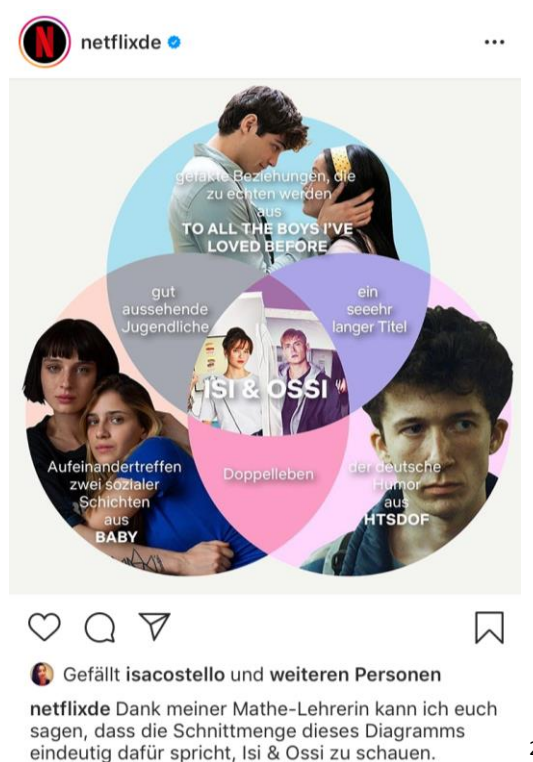 netflixde
gefakte Beziehungen, die
zu echten werden
aus
TO ALL THE BOYS I'VE
LOVED BEFORE
gut
aussehende
Jugendliche
ein
seeehr
langer Titel
ISI & OSSI
Aufeinandertreffen
zwei sozialer
Schichten
aus
BABY
Doppelleben
der deutsche
Humor
aus
HTSDOF
Gefällt isacostello und weiteren Personen
netflixde Dank meiner Mathe-Lehrerin kann ich euch
sagen, dass die Schnittmenge dieses Diagramms
eindeutig dafür spricht, Isi & Ossi zu schauen.